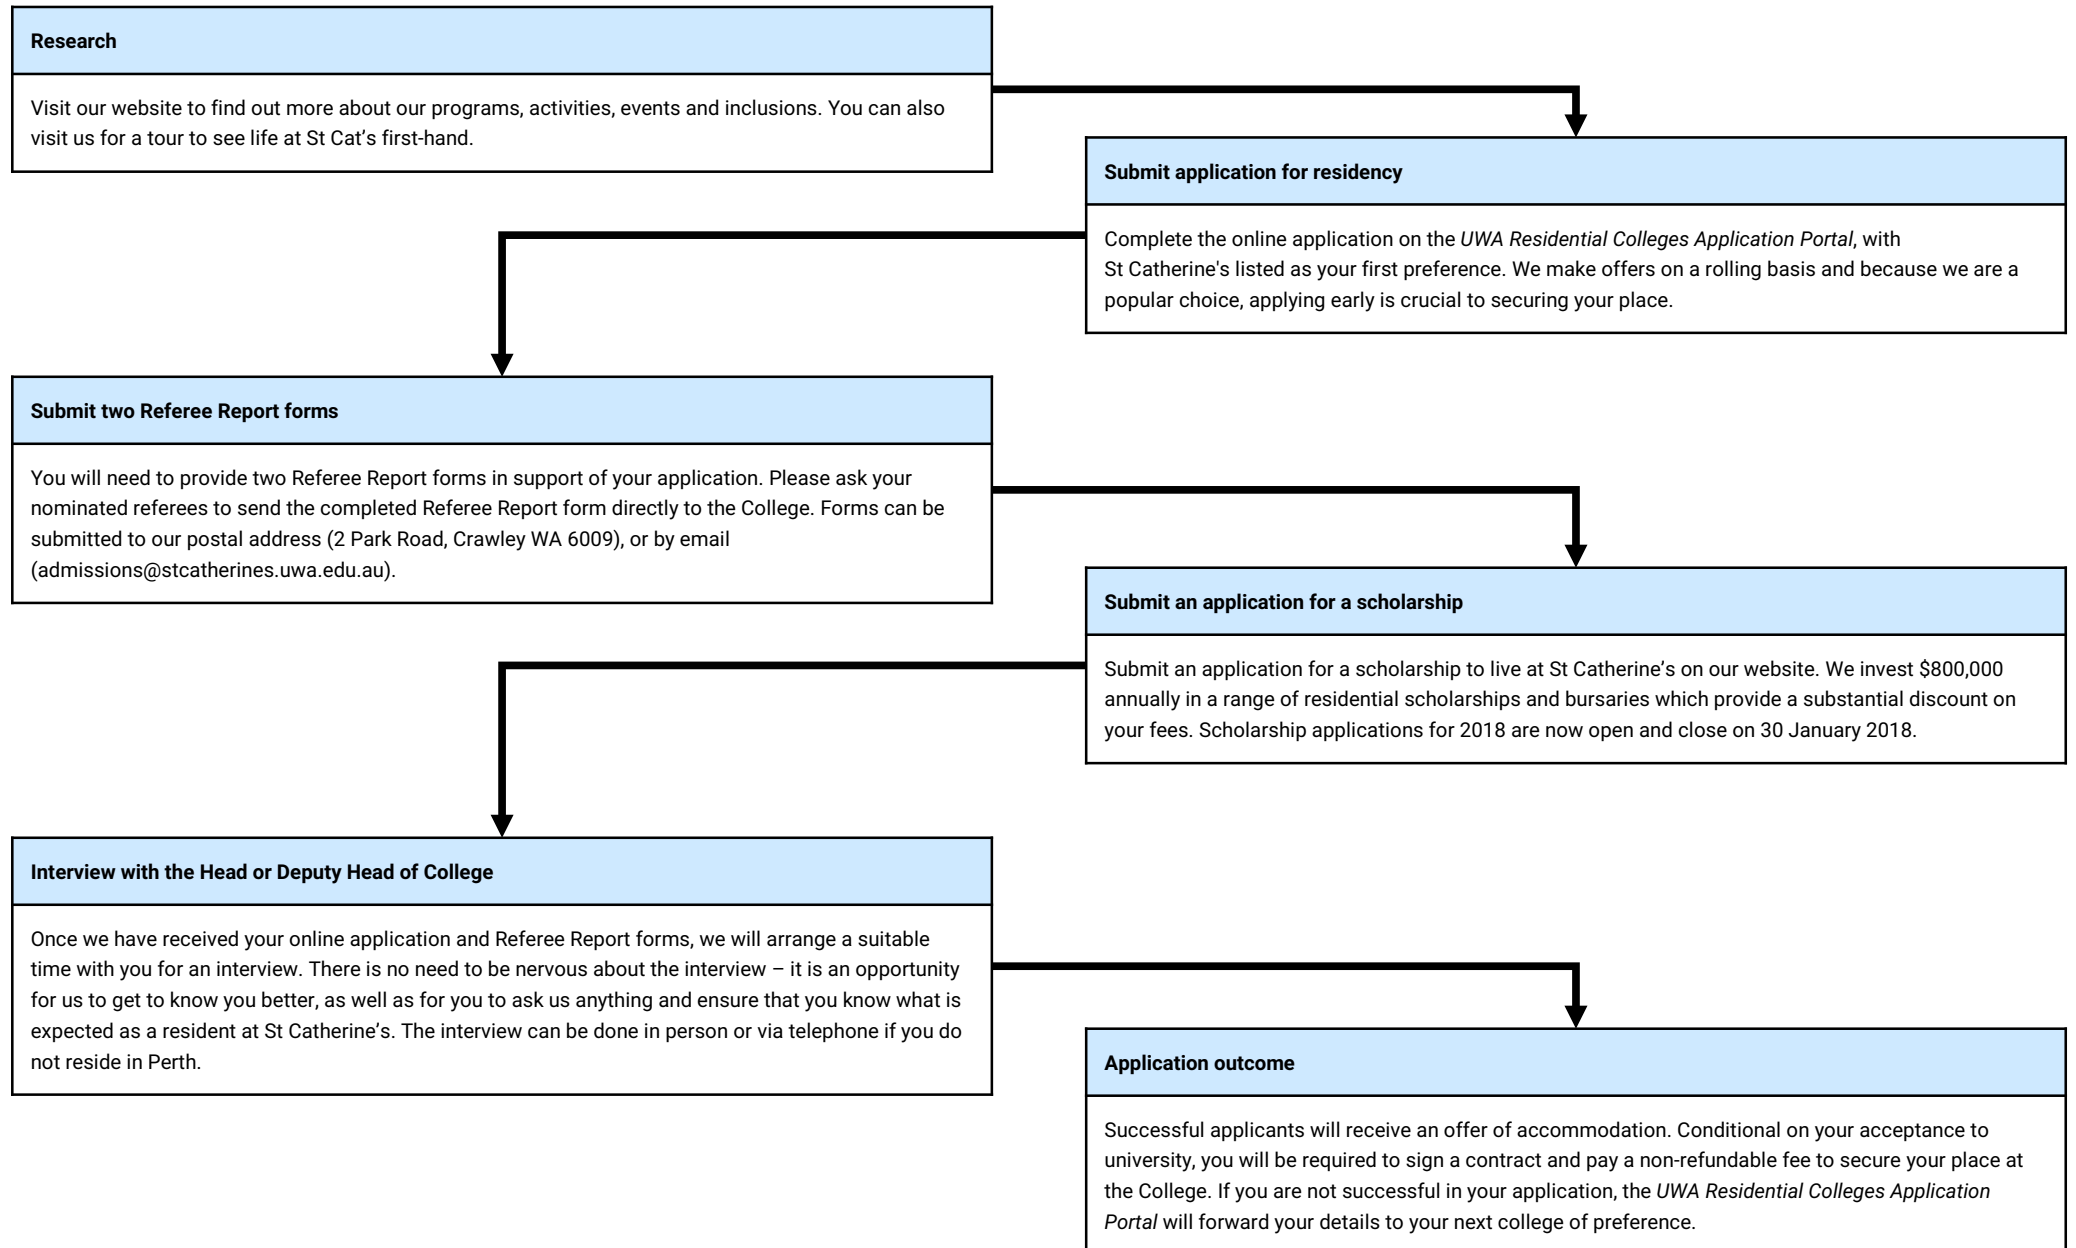 Research
Visit our website to find out more about our programs, activities, events and inclusions. You can also
visit us for a tour to see life at St Cat’s first-hand.
Submit application for residency
Complete the online application on the UWA Residential Colleges Application Portal, with
St Catherine's listed as your first preference. We make offers on a rolling basis and because we are a
popular choice, applying early is crucial to securing your place.
Submit two Referee Report forms
You will need to provide two Referee Report forms in support of your application. Please ask your
nominated referees to send the completed Referee Report form directly to the College. Forms can be
submitted to our postal address (2 Park Road, Crawley WA 6009), or by email
(admissions@stcatherines.uwa.edu.au).
Submit an application for a scholarship
Submit an application for a scholarship to live at St Catherine’s on our website. We invest $800,000
annually in a range of residential scholarships and bursaries which provide a substantial discount on
your fees. Scholarship applications for 2018 are now open and close on 30 January 2018.
Interview with the Head or Deputy Head of College
Once we have received your online application and Referee Report forms, we will arrange a suitable
time with you for an interview. There is no need to be nervous about the interview – it is an opportunity
for us to get to know you better, as well as for you to ask us anything and ensure that you know what is
expected as a resident at St Catherine’s. The interview can be done in person or via telephone if you do
not reside in Perth.
Application outcome
Successful applicants will receive an offer of accommodation. Conditional on your acceptance to
university, you will be required to sign a contract and pay a non-refundable fee to secure your place at
the College. If you are not successful in your application, the UWA Residential Colleges Application
Portal will forward your details to your next college of preference.